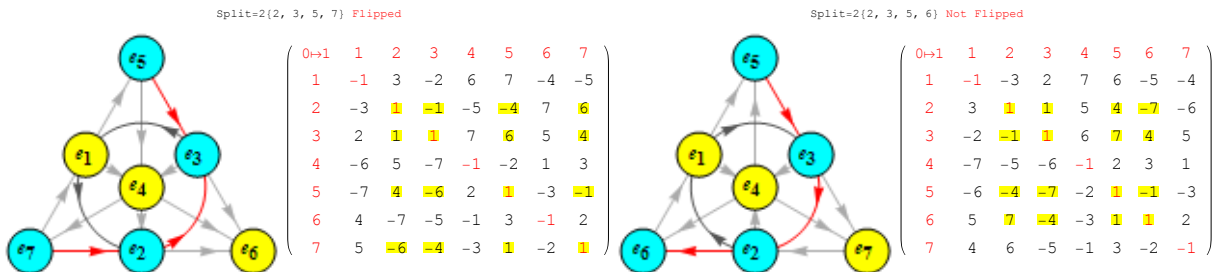 Split=2{2, 3, 5, 7} Flipped
e5
e1
e3
e4
e7
e2
e6
0↦1 1 2 3 4 5 6 7
1 -1 3 -2 6 7 -4 -5
2 -3 1 -1 -5 -4 7 6
3 2 1 1 7 6 5 4
4 -6 5 -7 -1 -2 1 3
5 -7 4 -6 2 1 -3 -1
6 4 -7 -5 -1 3 -1 2
7 5 -6 -4 -3 1 -2 1
Split=2{2, 3, 5, 6} Not Flipped
e5
e1
e3
e4
e6
e2
e7
0↦1 1 2 3 4 5 6 7
1 -1 -3 2 7 6 -5 -4
2 3 1 1 5 4 -7 -6
3 -2 -1 1 6 7 4 5
4 -7 -5 -6 -1 2 3 1
5 -6 -4 -7 -2 1 -1 -3
6 5 7 -4 -3 1 1 2
7 4 6 -5 -1 3 -2 -1